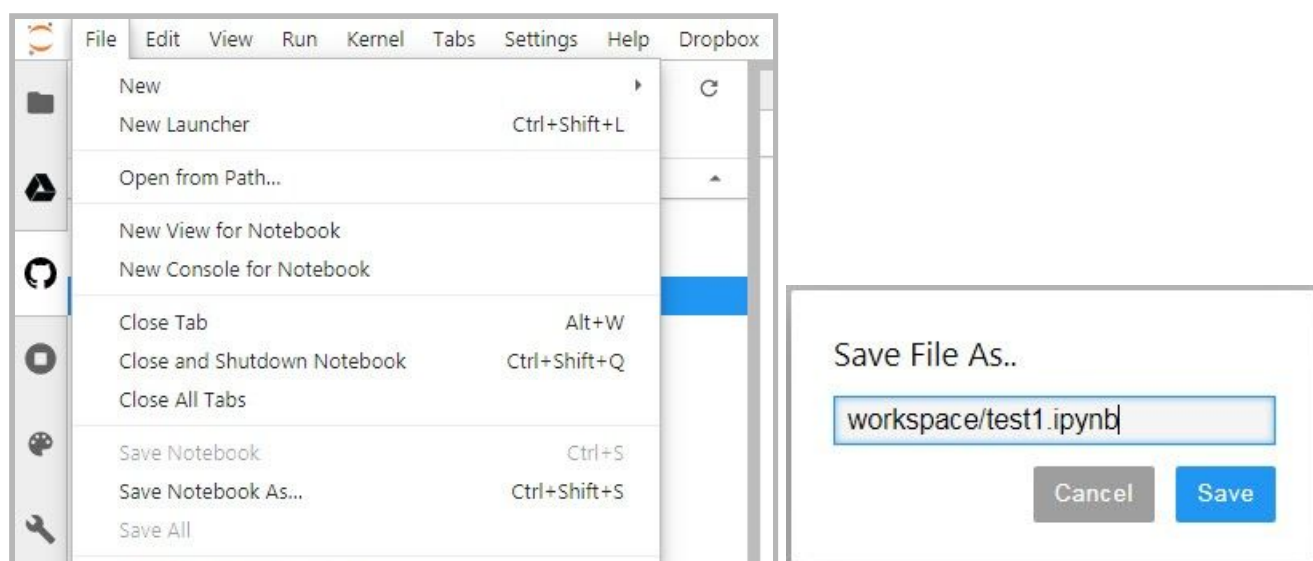 File Edit View Run Kernel Tabs Settings Help Dropbox
New
New Launcher Ctrl+Shift+L
Open from Path...
New View for Notebook
New Console for Notebook
Close Tab Alt+W
Close and Shutdown Notebook Ctrl+Shift+Q
Close All Tabs
Save Notebook Ctrl+S
Save Notebook As... Ctrl+Shift+S
Save All
Save File As..
workspace/test1.ipynb
Cancel Save